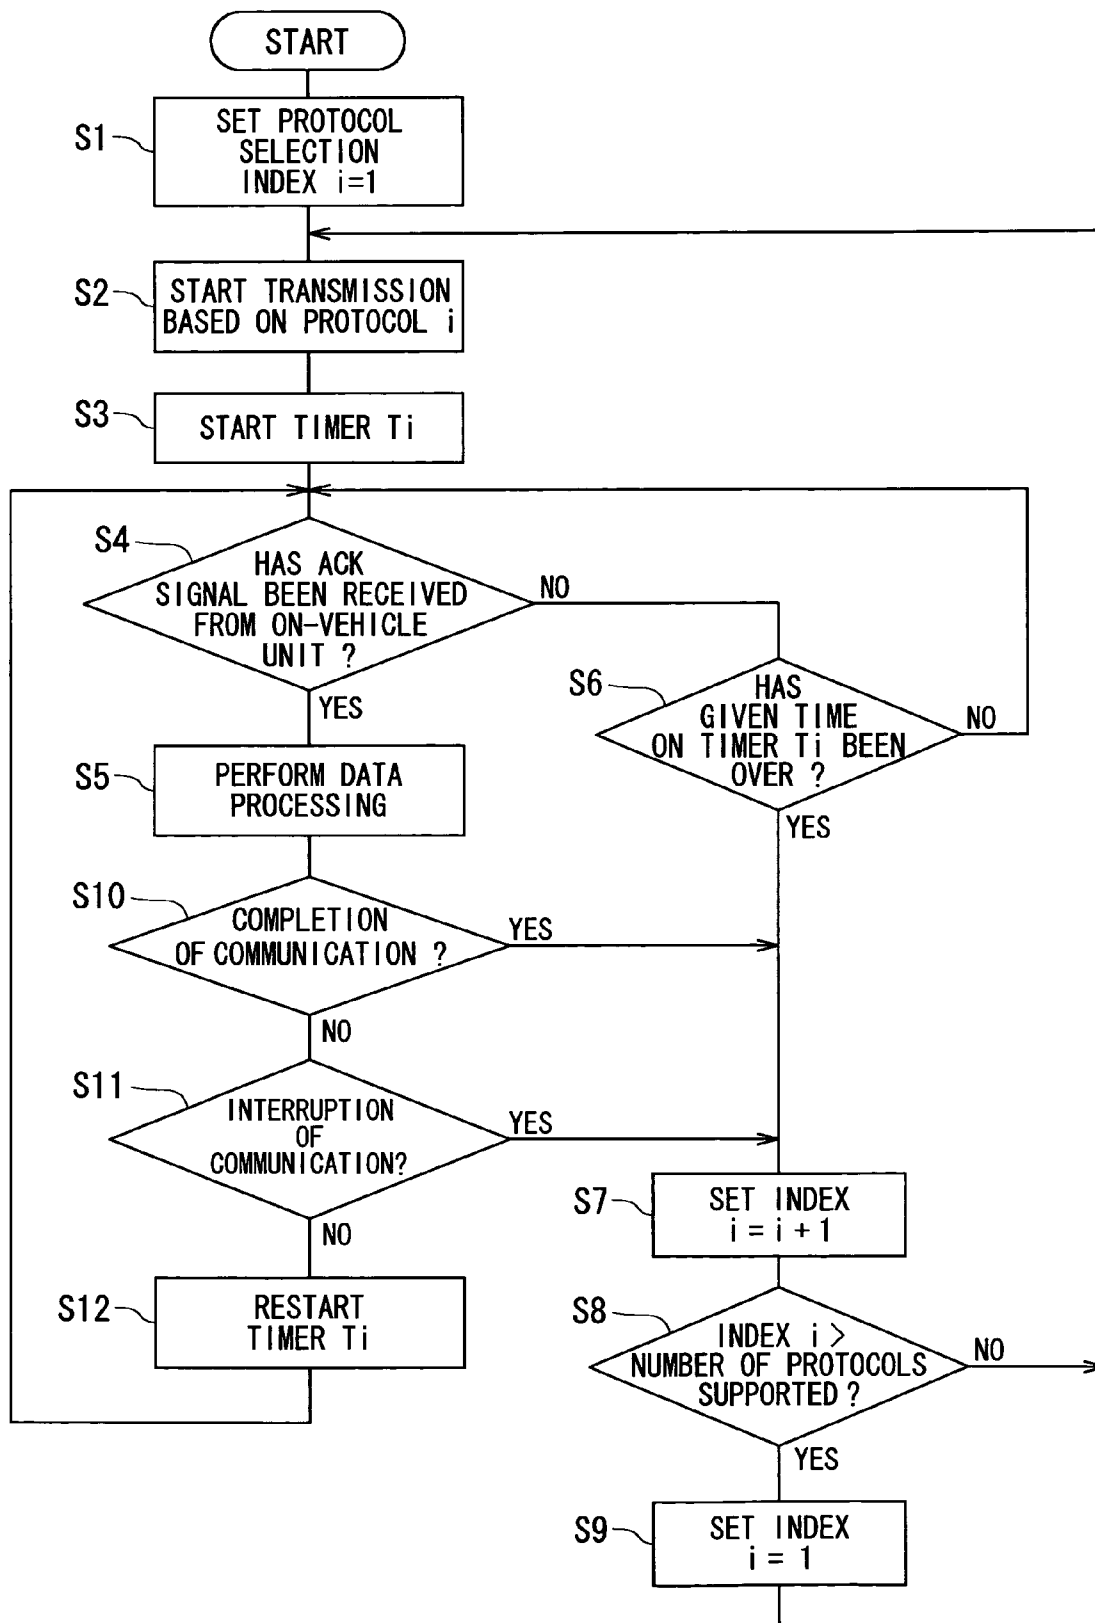 START
S1
SET PROTOCOL
SELECTION
INDEX i=1
S2
START TRANSMISSION
BASED ON PROTOCOL i
S3
START TIMER Ti
S4
HAS ACK
SIGNAL BEEN RECEIVED
FROM ON-VEHICLE
UNIT ?
NO
YES
S6
HAS
GIVEN TIME
ON TIMER Ti BEEN
OVER ?
NO
YES
S5
PERFORM DATA
PROCESSING
S10
COMPLETION
OF COMMUNICATION ?
YES
NO
S11
INTERRUPTION
OF
COMMUNICATION?
YES
NO
S12
RESTART
TIMER Ti
S7
SET INDEX
i = i + 1
S8
INDEX i >
NUMBER OF PROTOCOLS
SUPPORTED ?
NO
YES
S9
SET INDEX
i = 1